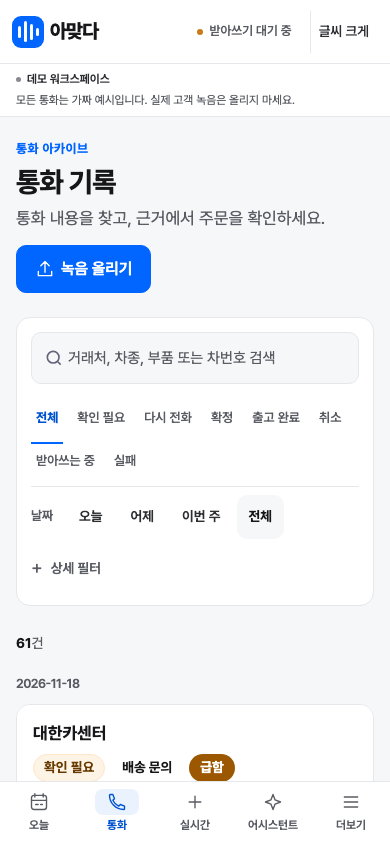 아맞다
받아쓰기 대기 중
글씨 크게
데모 워크스페이스
모든 통화는 가짜 예시입니다. 실제 고객 녹음은 올리지 마세요.
통화 아카이브
통화 기록
통화 내용을 찾고, 근거에서 주문을 확인하세요.
녹음 올리기
거래처, 차종, 부품 또는 차번호 검색
전체 확인 필요 다시 전화 확정 출고 완료 취소
받아쓰는 중 실패
날짜 오늘 어제 이번 주 전체
+ 상세 필터
61건
2026-11-18
대한카센터
확인 필요 배송 문의 급함
오늘 통화 실시간 어시스턴트 더보기